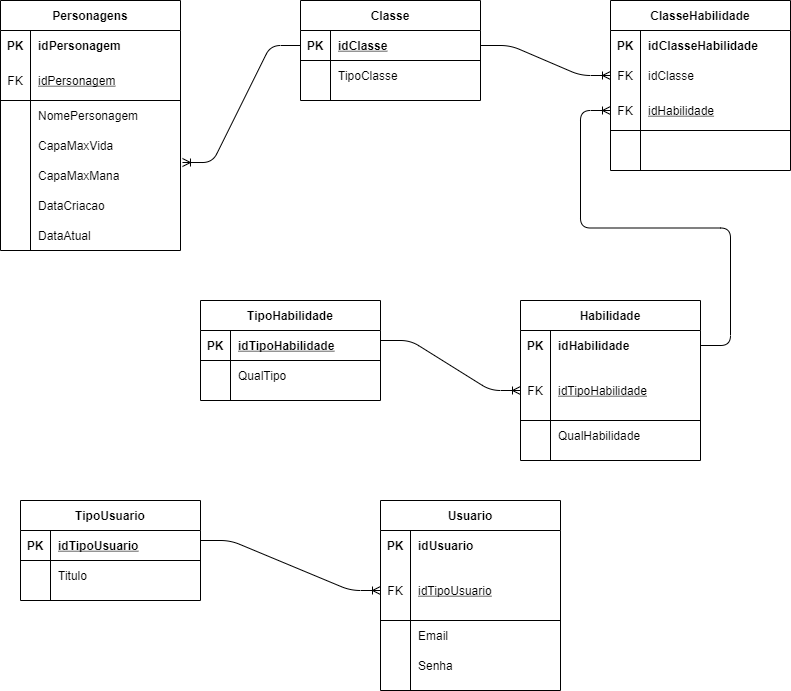 Personagens
PK idPersonagem
FK idPersonagem
NomePersonagem
CapaMaxVida
CapaMaxMana
DataCriacao
DataAtual
Classe
PK idClasse
TipoClasse
ClasseHabilidade
PK idClasseHabilidade
FK idClasse
FK idHabilidade
TipoHabilidade
PK idTipoHabilidade
QualTipo
Habilidade
PK idHabilidade
FK idTipoHabilidade
QualHabilidade
TipoUsuario
PK idTipoUsuario
Titulo
Usuario
PK idUsuario
FK idTipoUsuario
Email
Senha